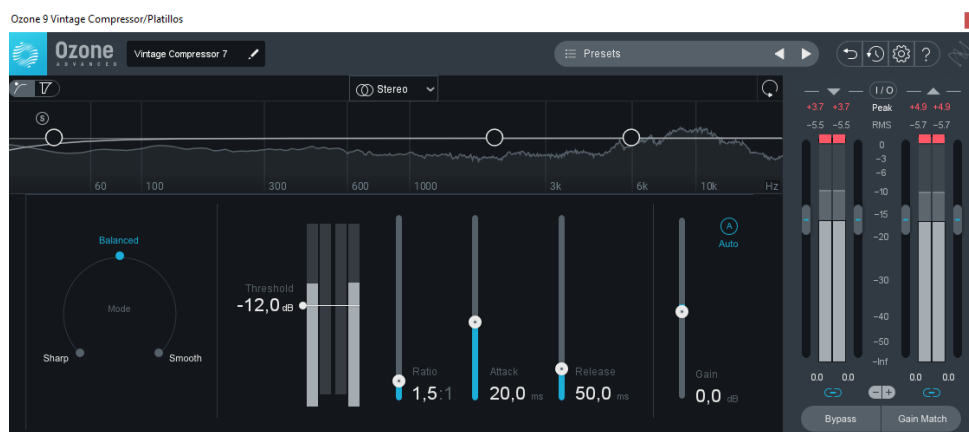 Ozone 9 Vintage Compressor/Platillos
Ozone
ADVANCED
Vintage Compressor 7
Presets
?
Stereo
S
60 100 300 600 1000 3k 6k 10k Hz
I / O
+3.7 +3.7 Peak +4.9 +4.9
-5.5 -5.5 RMS -5.7 -5.7
0
-3
-6
-10
-15
-20
-30
-40
-50
-Inf
0.0 0.0 0.0 0.0
Bypass Gain Match
Balanced
Mode
Sharp Smooth
Threshold
-12,0 dB
Ratio
1,5:1
Attack
20,0 ms
Release
50,0 ms
A
Auto
Gain
0,0 dB